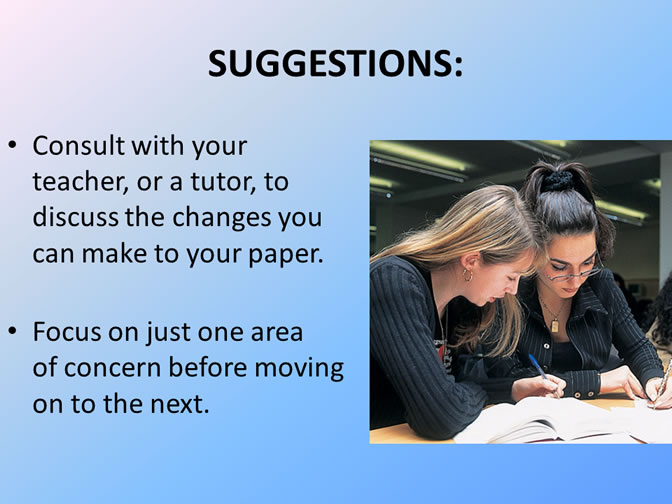 SUGGESTIONS:
• Consult with your
teacher, or a tutor, to
discuss the changes you
can make to your paper.
• Focus on just one area
of concern before moving
on to the next.